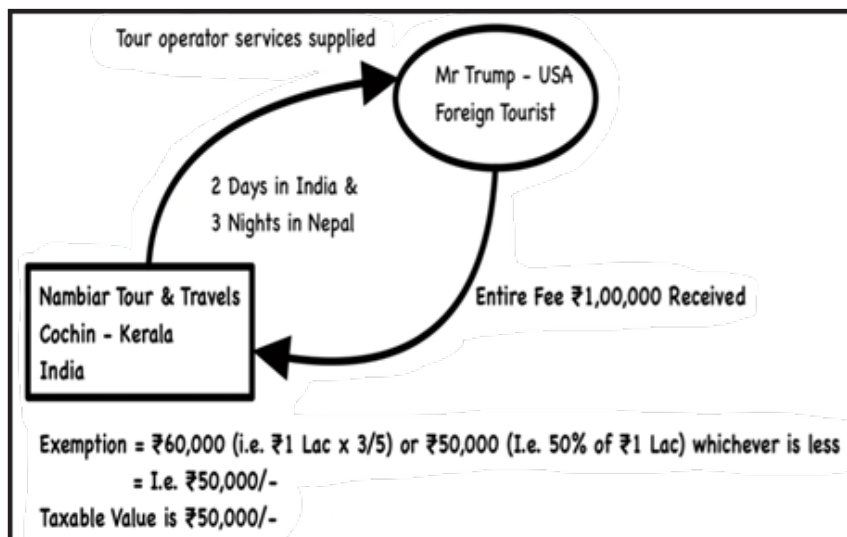 Tour operator services supplied
Mr Trump - USA
Foreign Tourist
2 Days in India &
3 Nights in Nepal
Entire Fee ₹1,00,000 Received
Nambiar Tour & Travels
Cochin - Kerala
India
Exemption = ₹60,000 (i.e. ₹1 Lac x 3/5) or ₹50,000 (I.e. 50% of ₹1 Lac) whichever is less
= I.e. ₹50,000/-
Taxable Value is ₹50,000/-